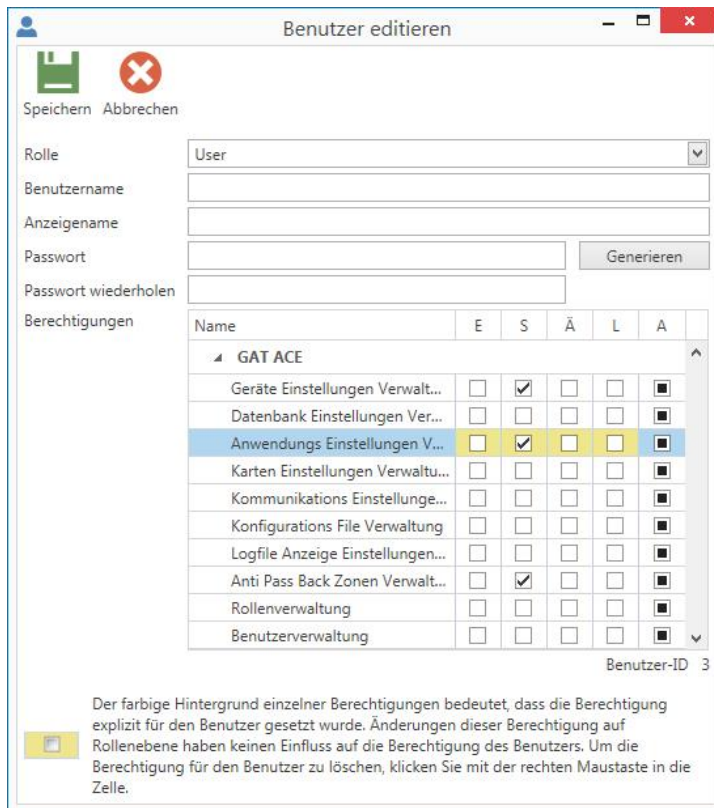 Benutzer editieren
Speichern Abbrechen
Rolle User
Benutzername
Anzeigename
Passwort Generieren
Passwort wiederholen
Berechtigungen Name E S Ä L A
GAT ACE
Geräte Einstellungen Verwalt...
Datenbank Einstellungen Ver...
Anwendungs Einstellungen V...
Karten Einstellungen Verwaltu...
Kommunikations Einstellunge...
Konfigurations File Verwaltung
Logfile Anzeige Einstellungen...
Anti Pass Back Zonen Verwalt...
Rollenverwaltung
Benutzerverwaltung
Benutzer-ID 3
Der farbige Hintergrund einzelner Berechtigungen bedeutet, dass die Berechtigung
explizit für den Benutzer gesetzt wurde. Änderungen dieser Berechtigung auf
Rollenebene haben keinen Einfluss auf die Berechtigung des Benutzers. Um die
Berechtigung für den Benutzer zu löschen, klicken Sie mit der rechten Maustaste in die
Zelle.